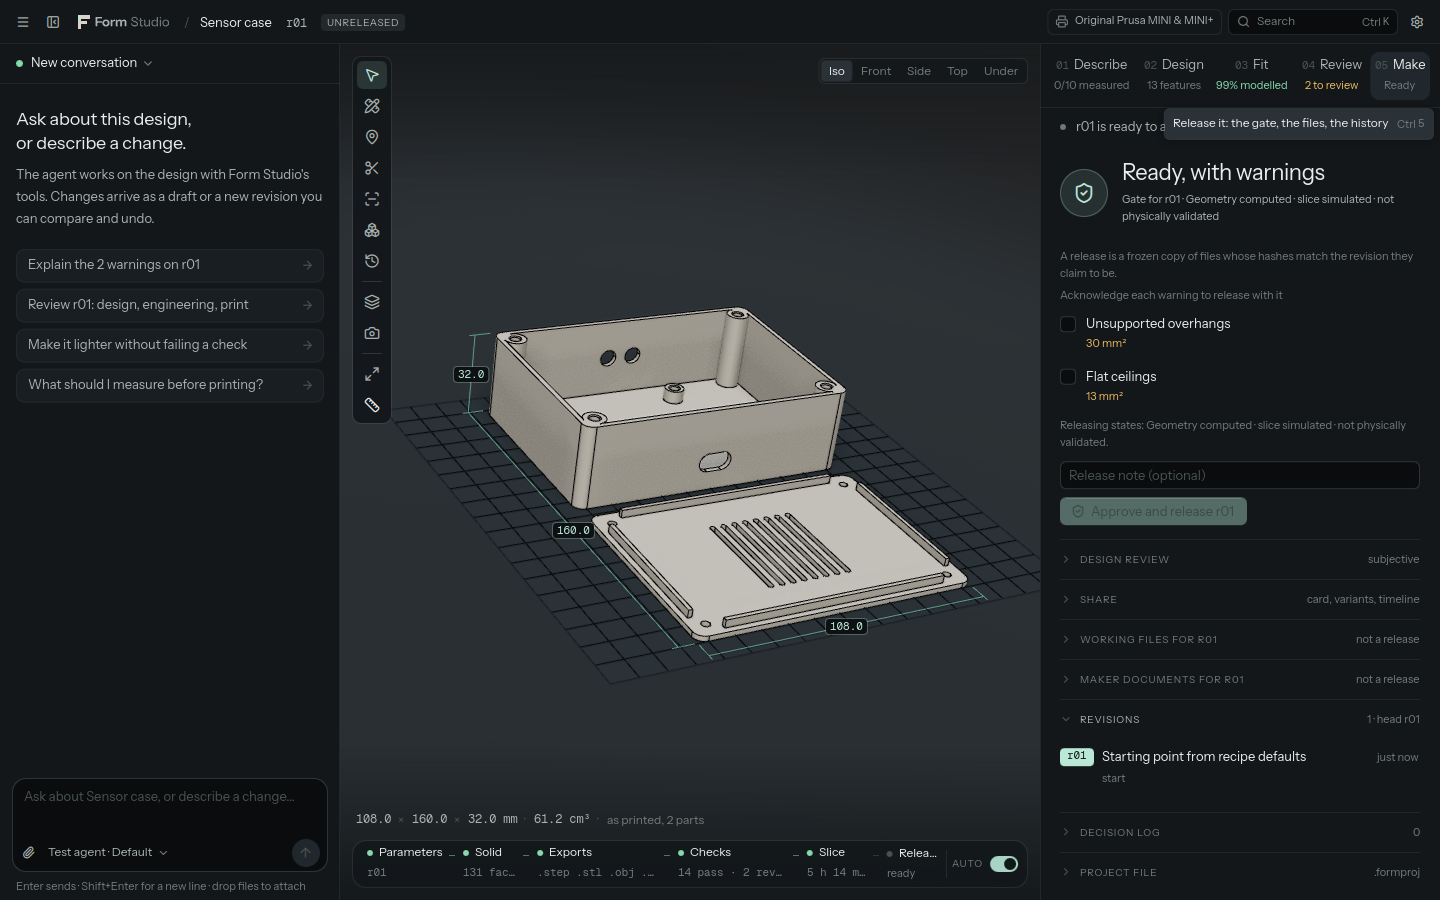 Form Studio / Sensor case r01 UNRELEASED
Original Prusa MINI & MINI+
Search Ctrl K
New conversation
Ask about this design,
or describe a change.
The agent works on the design with Form Studio's
tools. Changes arrive as a draft or a new revision you
can compare and undo.
Explain the 2 warnings on r01
Review r01: design, engineering, print
Make it lighter without failing a check
What should I measure before printing?
Ask about Sensor case, or describe a change...
Test agent · Default
Enter sends · Shift+Enter for a new line · drop files to attach
Iso Front Side Top Under
32.0
160.0
108.0
108.0 × 160.0 × 32.0 mm · 61.2 cm³ · as printed, 2 parts
Parameters Solid Exports Checks Slice Relea...
r01 131 fac... .step .stl .obj ... 14 pass · 2 rev... 5 h 14 m... ready
AUTO
01 Describe 02 Design 03 Fit 04 Review 05 Make
0/10 measured 13 features 99% modelled 2 to review Ready
r01 is ready to a
Release it: the gate, the files, the history Ctrl 5
Ready, with warnings
Gate for r01 · Geometry computed · slice simulated · not
physically validated
A release is a frozen copy of files whose hashes match the revision they
claim to be.
Acknowledge each warning to release with it
Unsupported overhangs
30 mm²
Flat ceilings
13 mm²
Releasing states: Geometry computed · slice simulated · not physically
validated.
Release note (optional)
Approve and release r01
DESIGN REVIEW subjective
SHARE card, variants, timeline
WORKING FILES FOR R01 not a release
MAKER DOCUMENTS FOR R01 not a release
REVISIONS 1 · head r01
r01 Starting point from recipe defaults just now
start
DECISION LOG 0
PROJECT FILE .formproj